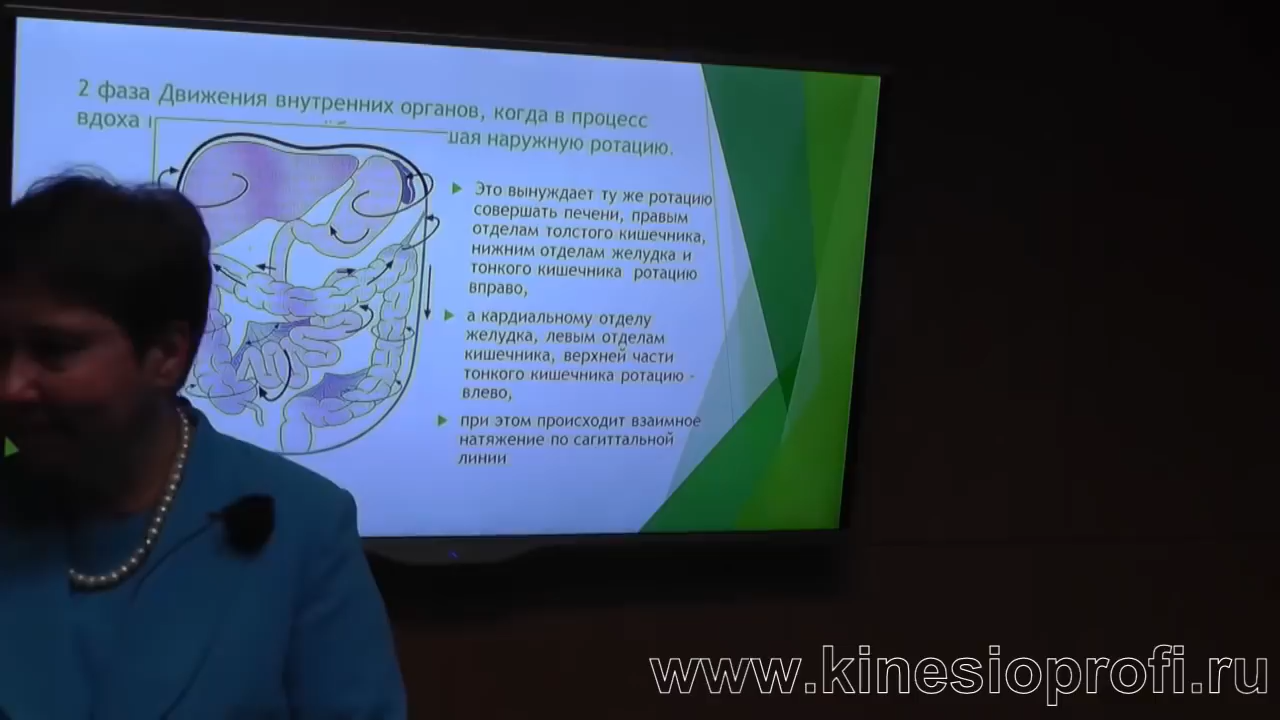 2 фаза Движения внутренних органов, когда в процесс
вдоха
шая наружную ротацию.
Это вынуждает ту же ротацию
совершать печени, правым
отделам толстого кишечника,
нижним отделам желудка и
тонкого кишечника ротацию
вправо,
а кардиальному отделу
желудка, левым отделам
кишечника, верхней части
тонкого кишечника ротацию -
влево,
при этом происходит взаимное
натяжение по сагиттальной
линии
www.kinesioprofi.ru